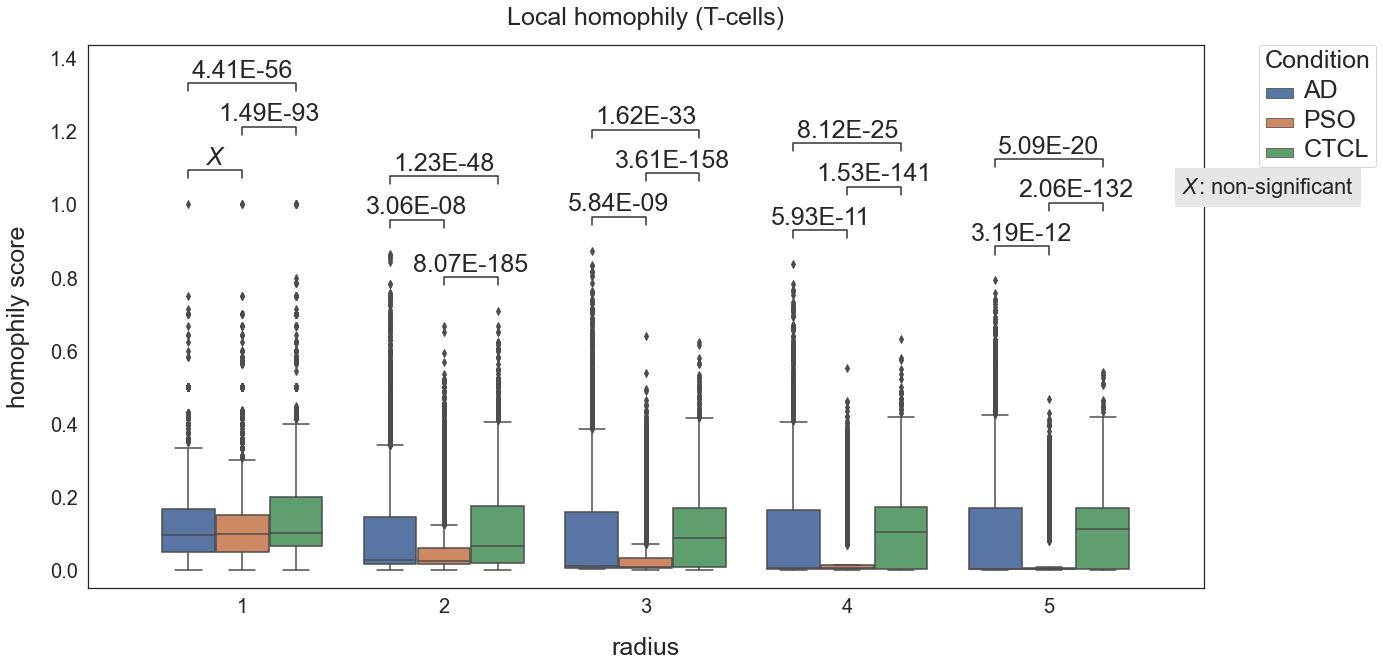 Local homophily (T-cells)
homophily score
1.4
1.2
1.0
0.8
0.6
0.4
0.2
0.0
4.41E-56
1.49E-93
X
1.23E-48
3.06E-08
8.07E-185
1.62E-33
3.61E-158
5.84E-09
8.12E-25
1.53E-141
5.93E-11
5.09E-20
2.06E-132
3.19E-12
1
2
3
4
5
radius
Condition
AD
PSO
CTCL
X: non-significant